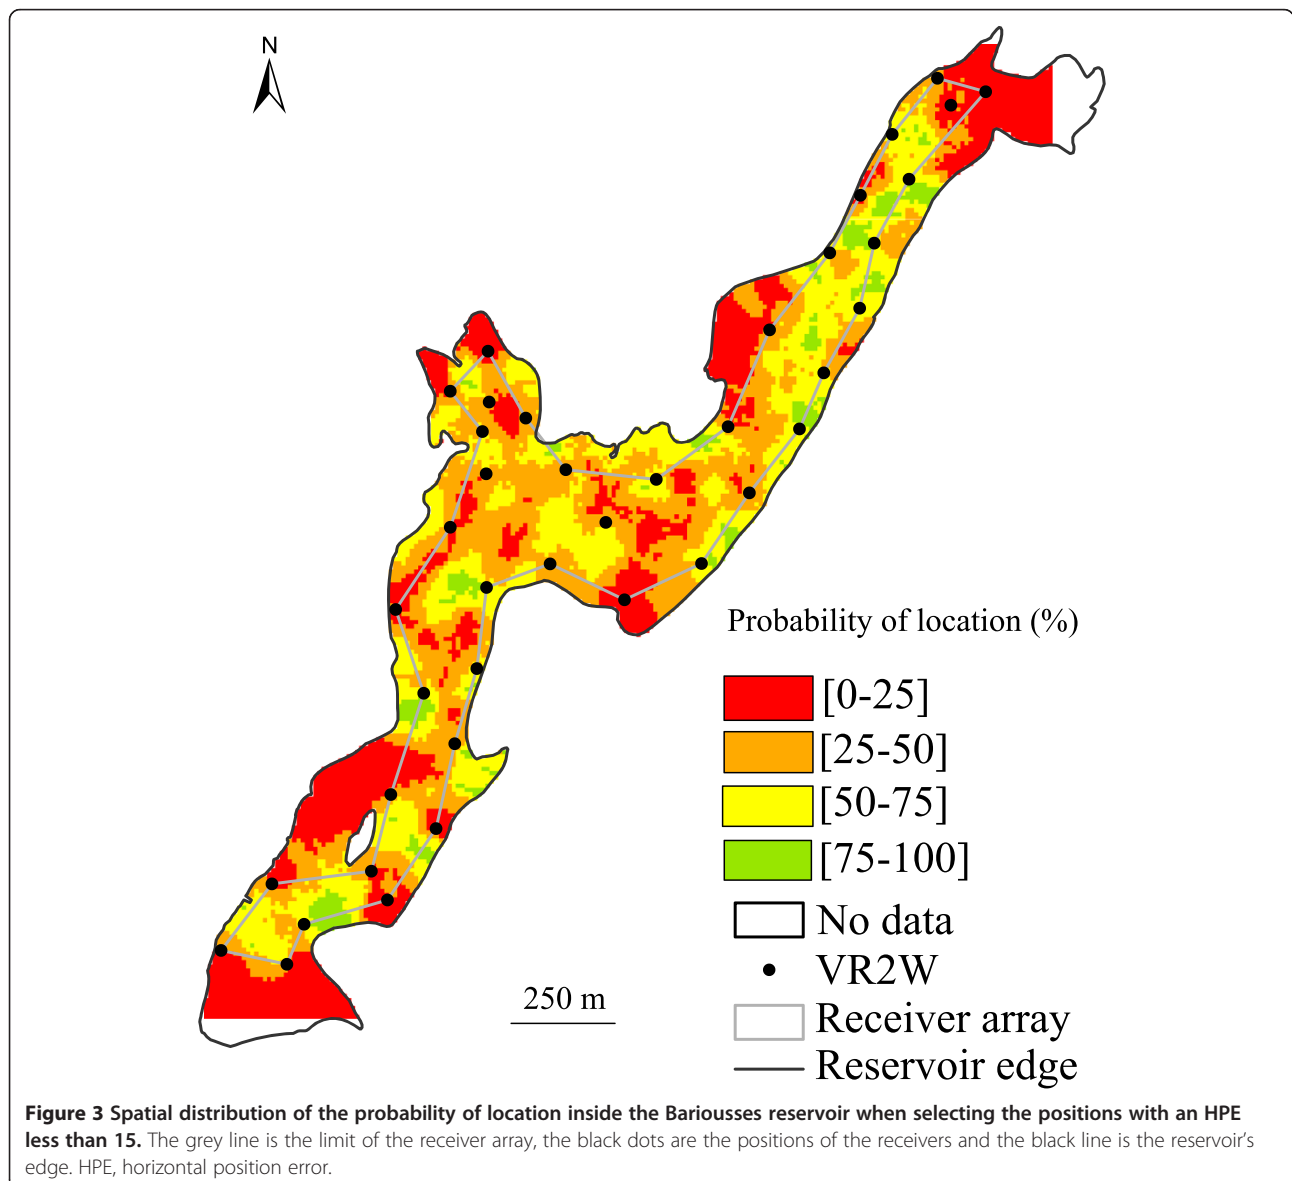 N
Probability of location (%)
[0-25]
[25-50]
[50-75]
[75-100]
No data
VR2W
Receiver array
Reservoir edge
250 m
Figure 3 Spatial distribution of the probability of location inside the Bariousses reservoir when selecting the positions with an HPE
less than 15. The grey line is the limit of the receiver array, the black dots are the positions of the receivers and the black line is the reservoir's
edge. HPE, horizontal position error.